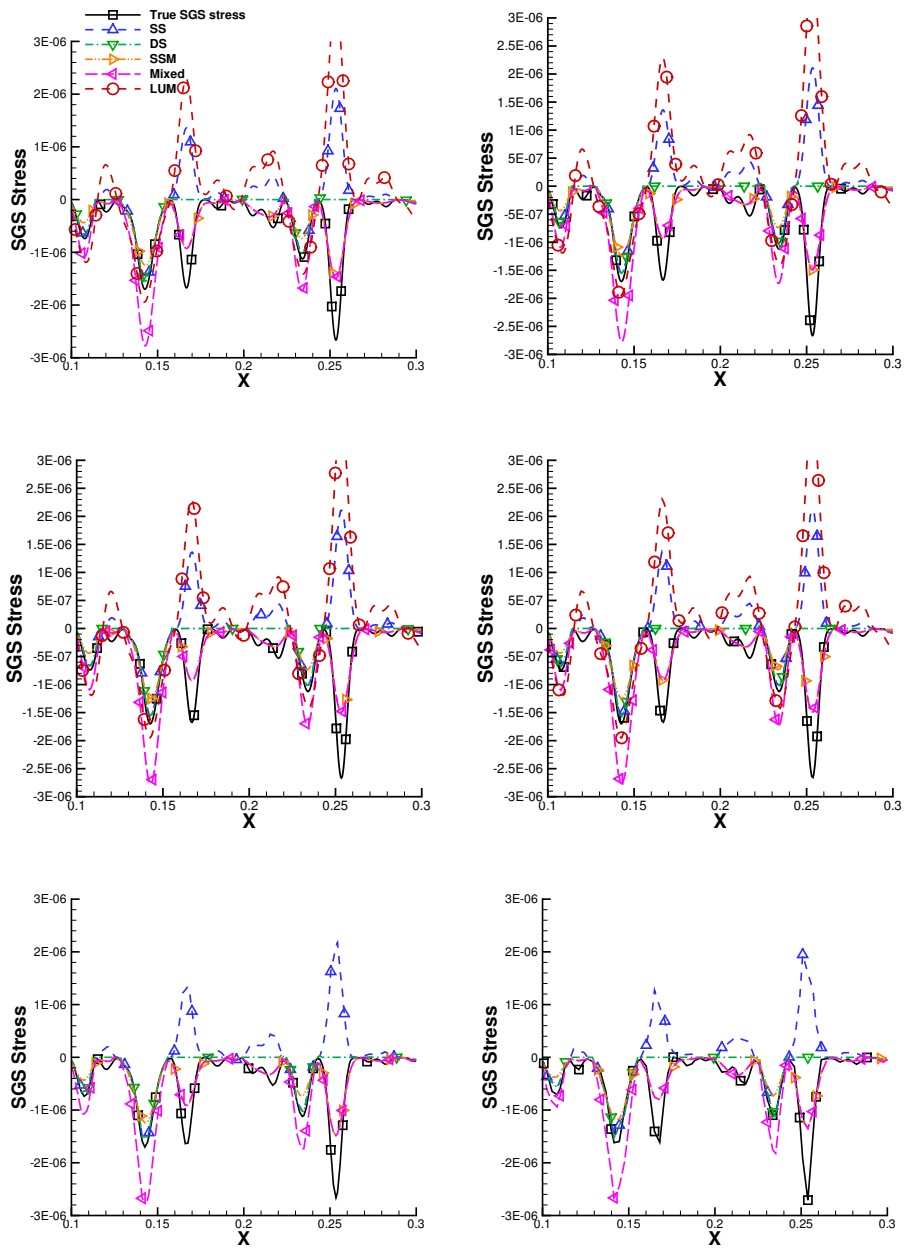 True SGS stress
SS
DS
SSM
Mixed
LUM
SGS Stress
3E-06
2E-06
1E-06
0
-1E-06
-2E-06
-3E-06
0.1
0.15
0.2
0.25
0.3
X
SGS Stress
3E-06
2.5E-06
2E-06
1.5E-06
1E-06
5E-07
0
-5E-07
-1E-06
-1.5E-06
-2E-06
-2.5E-06
-3E-06
0.1
0.15
0.2
0.25
0.3
X
SGS Stress
3E-06
2.5E-06
2E-06
1.5E-06
1E-06
5E-07
0
-5E-07
-1E-06
-1.5E-06
-2E-06
-2.5E-06
-3E-06
0.1
0.15
0.2
0.25
0.3
X
SGS Stress
3E-06
2.5E-06
2E-06
1.5E-06
1E-06
5E-07
0
-5E-07
-1E-06
-1.5E-06
-2E-06
-2.5E-06
-3E-06
0.1
0.15
0.2
0.25
0.3
X
SGS Stress
3E-06
2E-06
1E-06
0
-1E-06
-2E-06
-3E-06
0.1
0.15
0.2
0.25
0.3
X
SGS Stress
3E-06
2E-06
1E-06
0
-1E-06
-2E-06
-3E-06
0.1
0.15
0.2
0.25
0.3
X